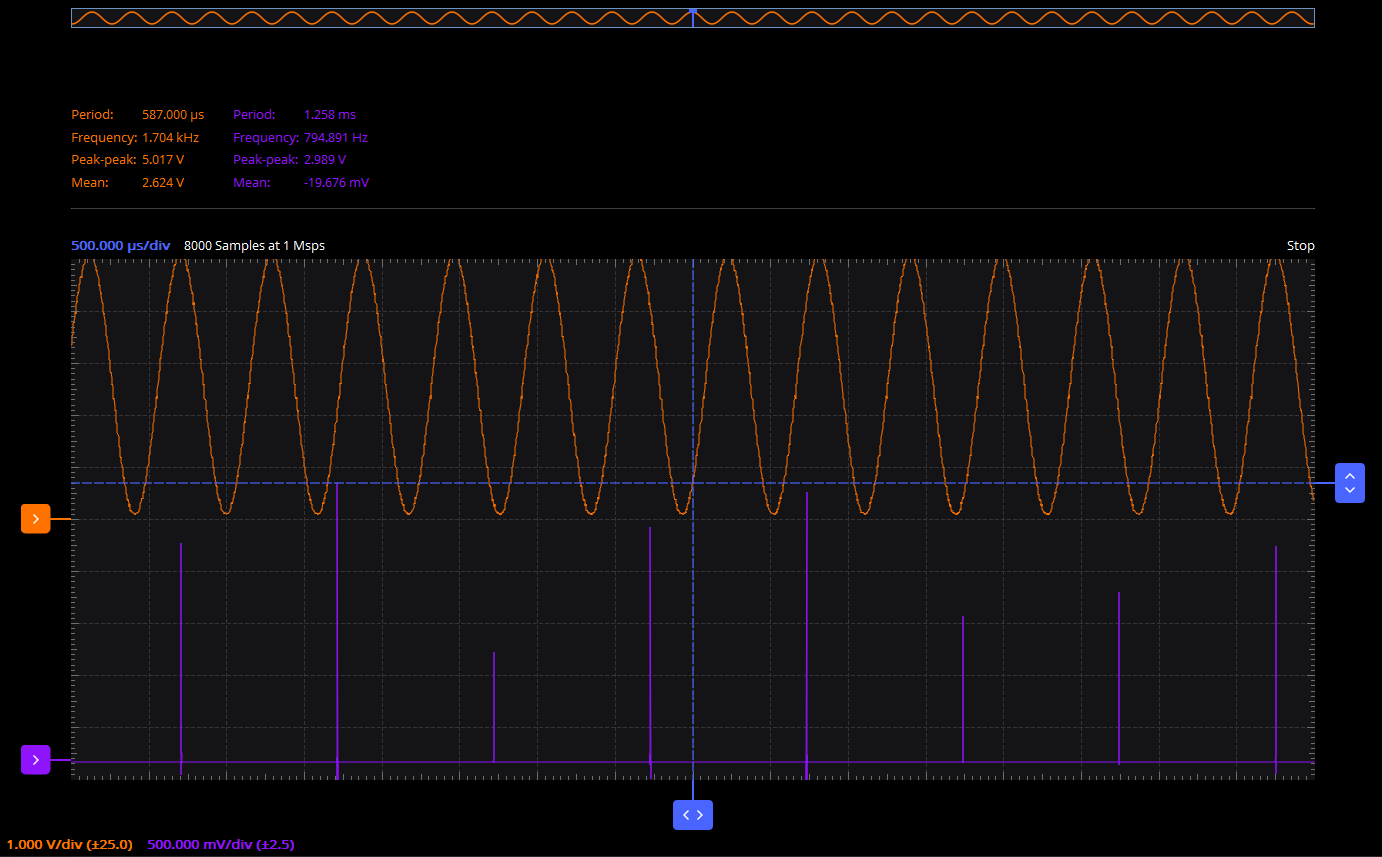 Period: 587.000 µs Period: 1.258 ms
Frequency: 1.704 kHz Frequency: 794.891 Hz
Peak-peak: 5.017 V Peak-peak: 2.989 V
Mean: 2.624 V Mean: -19.676 mV
500.000 µs/div 8000 Samples at 1 Msps Stop
1.000 V/div (±25.0) 500.000 mV/div (±2.5)